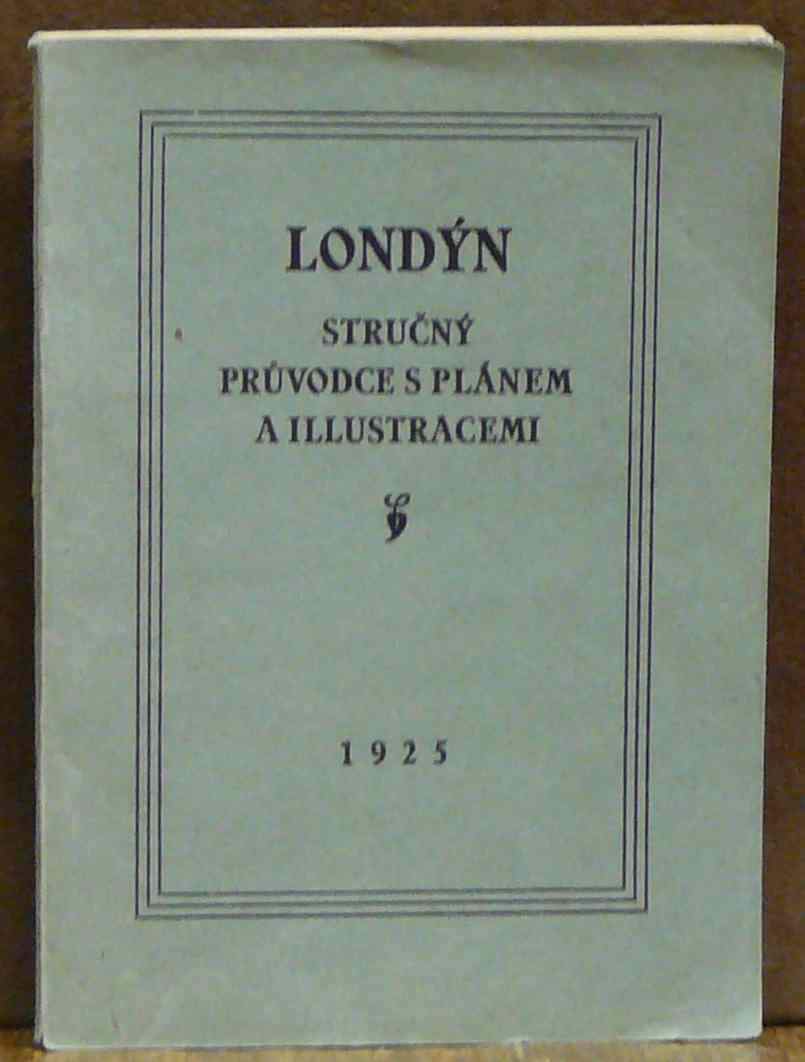 LONDÝN
STRUČNÝ
PRŮVODCE S PLÁNEM
A ILLUSTRACEMI
1925